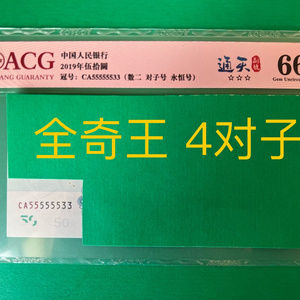 ACG
ANG GUARANTY
中国人民银行
2019年伍拾圆
冠号：CA55555533（数二 对子号 永恒号）
通天
☆☆☆
66
Gem Uncirc
全奇王 4对子
CA55555533
50